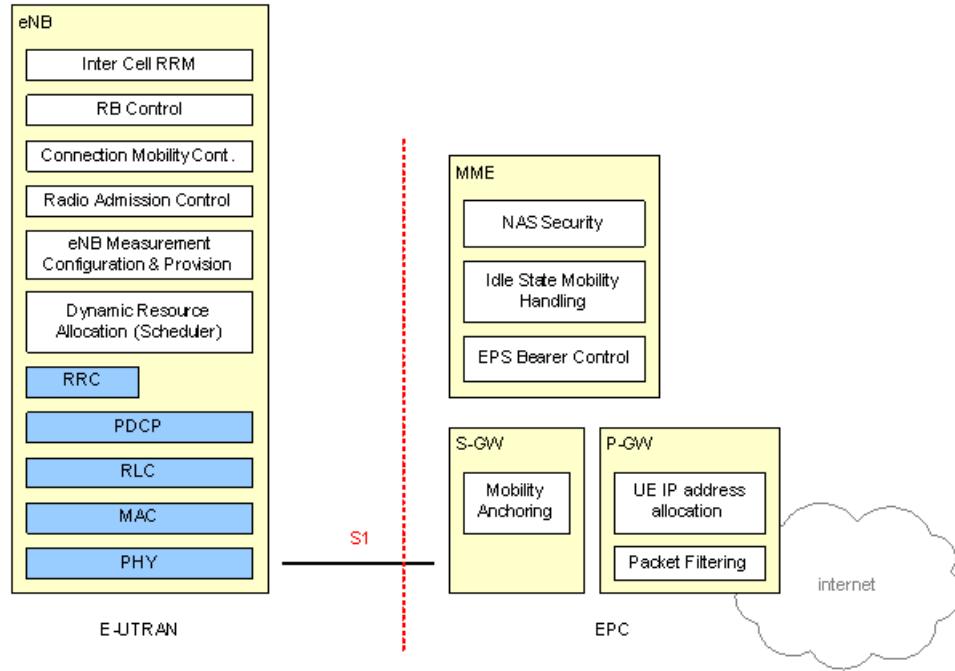 eNB
Inter Cell RRM
RB Control
Connection Mobility Cont.
Radio Admission Control
eNB Measurement
Configuration & Provision
Dynamic Resource
Allocation (Scheduler)
RRC
PDCP
RLC
MAC
PHY
E-UTRAN
S1
MME
NAS Security
Idle State Mobility
Handling
EPS Bearer Control
S-GW
Mobility
Anchoring
P-GW
UE IP address
allocation
Packet Filtering
EPC
internet